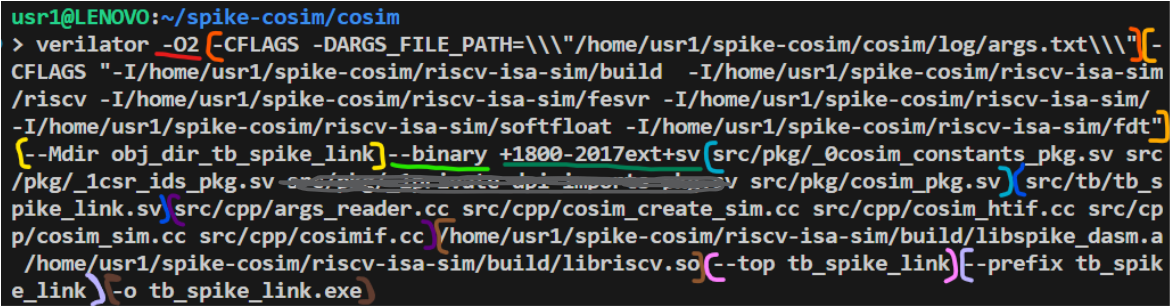 usr1@LENOVO:~/spike-cosim/cosim
> verilator -O2 -CFLAGS -DARGS_FILE_PATH=\\\"/home/usr1/spike-cosim/cosim/log/args.txt\\\" -
CFLAGS "-I/home/usr1/spike-cosim/riscv-isa-sim/build  -I/home/usr1/spike-cosim/riscv-isa-sim
/riscv -I/home/usr1/spike-cosim/riscv-isa-sim/fesvr -I/home/usr1/spike-cosim/riscv-isa-sim/
-I/home/usr1/spike-cosim/riscv-isa-sim/softfloat -I/home/usr1/spike-cosim/riscv-isa-sim/fdt"
--Mdir obj_dir_tb_spike_link --binary +1800-2017ext+sv src/pkg/_0cosim_constants_pkg.sv src
/pkg/_1csr_ids_pkg.sv src/pkg/cosim_pkg.sv src/tb/tb_s
pike_link.sv src/cpp/args_reader.cc src/cpp/cosim_create_sim.cc src/cpp/cosim_htif.cc src/cp
p/cosim_sim.cc src/cpp/cosimif.cc /home/usr1/spike-cosim/riscv-isa-sim/build/libspike_dasm.a
/home/usr1/spike-cosim/riscv-isa-sim/build/libriscv.so --top tb_spike_link --prefix tb_spik
e_link -o tb_spike_link.exe